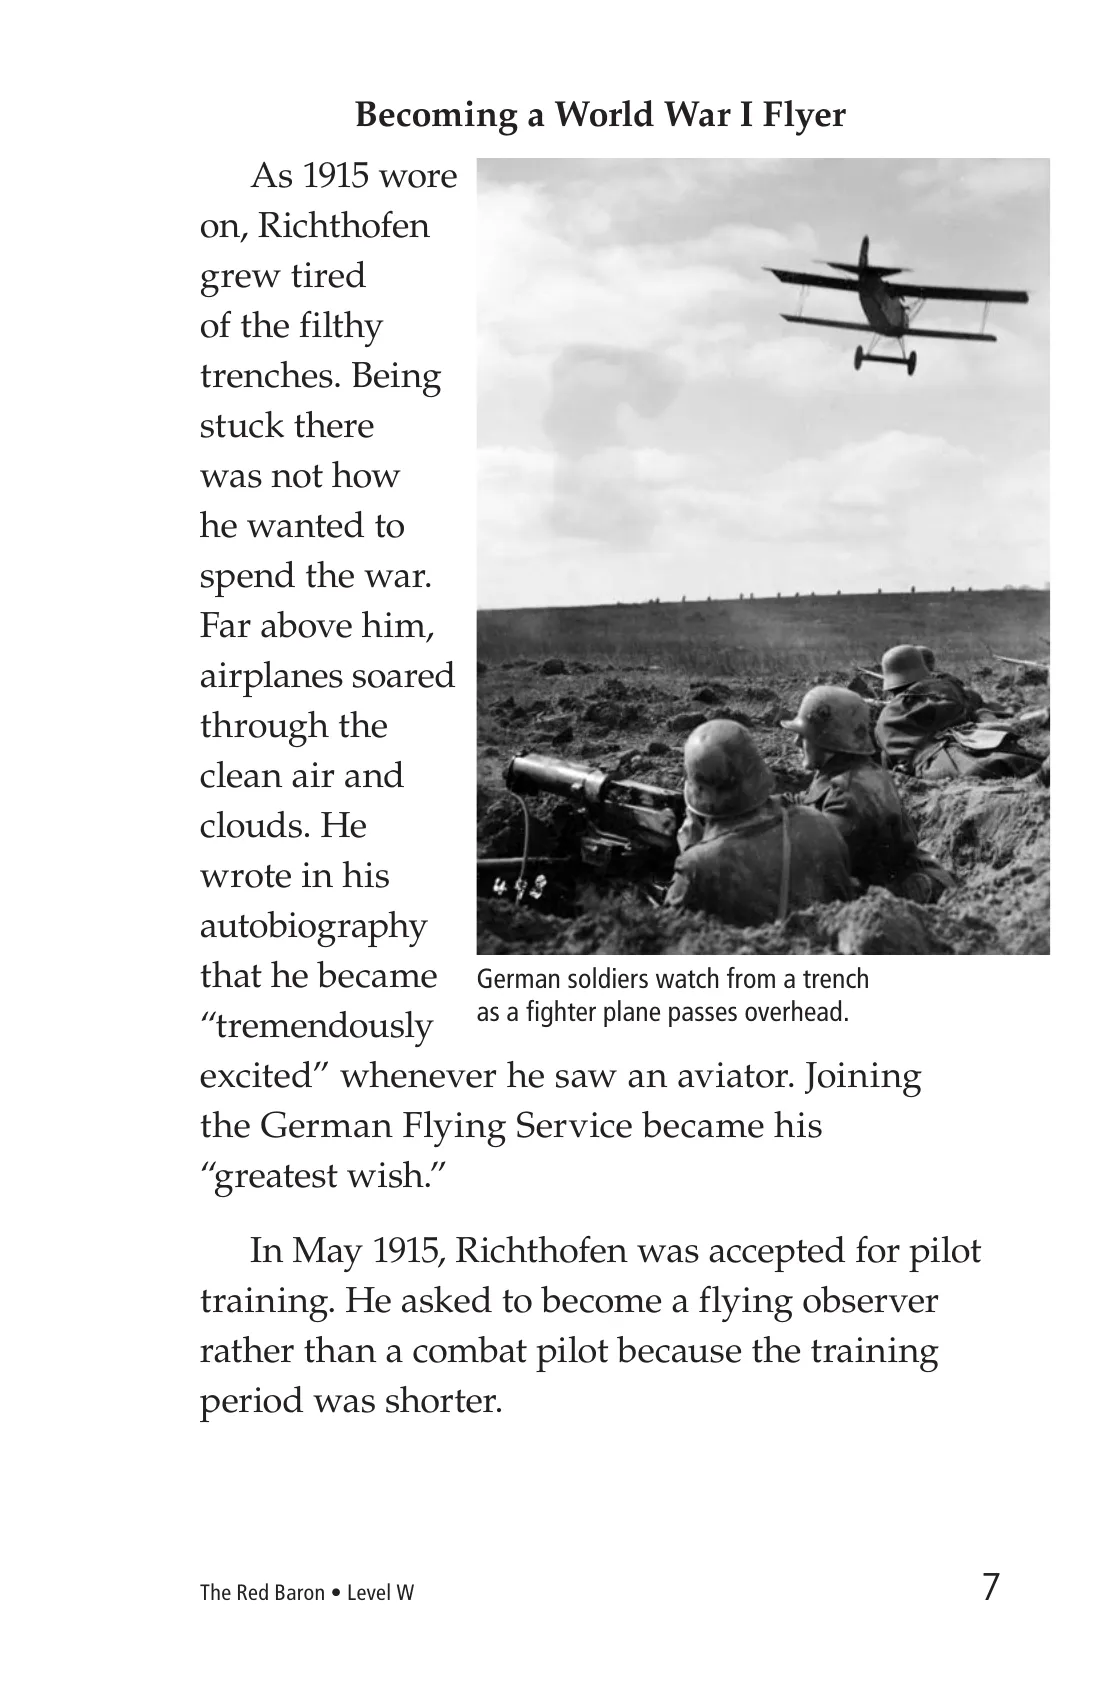 Becoming a World War I Flyer
As 1915 wore
on, Richthofen
grew tired
of the filthy
trenches. Being
stuck there
was not how
he wanted to
spend the war.
Far above him,
airplanes soared
through the
clean air and
clouds. He
wrote in his
autobiography
that he became
“tremendously
excited” whenever he saw an aviator. Joining
the German Flying Service became his
“greatest wish.”
498
German soldiers watch from a trench
as a fighter plane passes overhead.
In May 1915, Richthofen was accepted for pilot
training. He asked to become a flying observer
rather than a combat pilot because the training
period was shorter.
The Red Baron • Level W
7